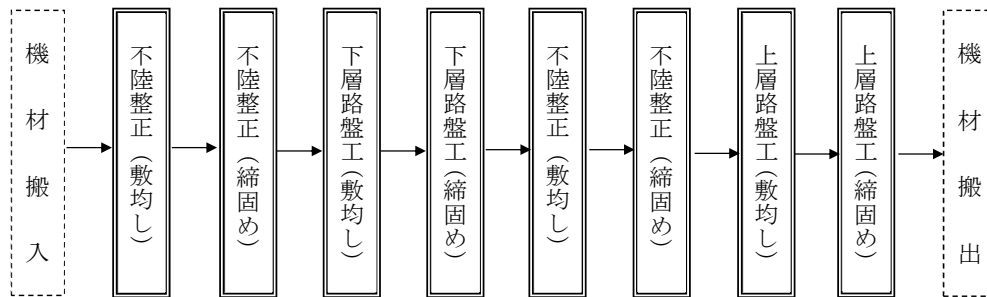 機材搬入
不陸整正（敷均し）
不陸整正（締固め）
下層路盤工（敷均し）
下層路盤工（締固め）
不陸整正（敷均し）
不陸整正（締固め）
上層路盤工（敷均し）
上層路盤工（締固め）
機材搬出